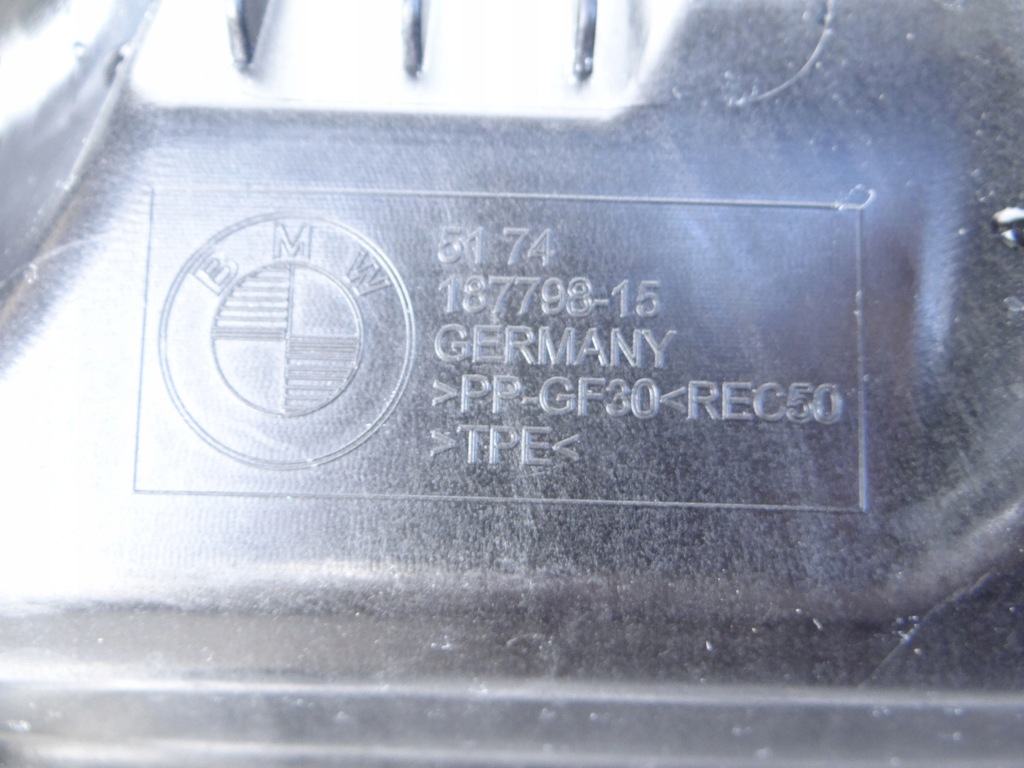 BMW
51 74
187798-15
GERMANY
>PP-GF30<REC50
>TPE<